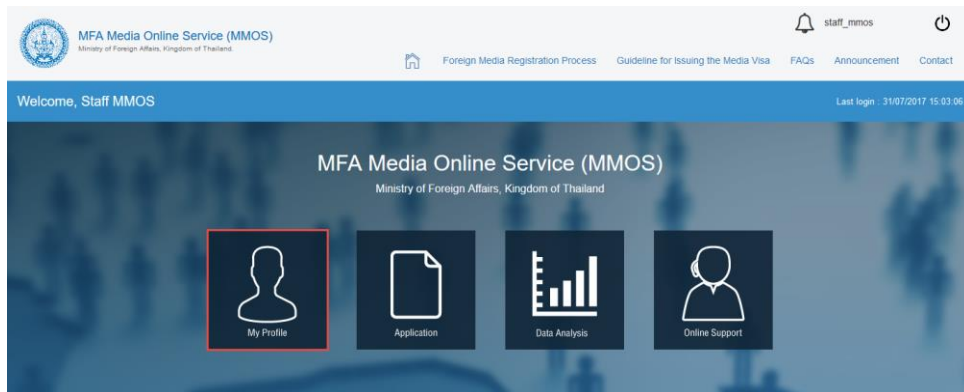 MFA Media Online Service (MMOS)
Ministry of Foreign Affairs, Kingdom of Thailand.
staff_mmos
Foreign Media Registration Process
Guideline for Issuing the Media Visa
FAQs
Announcement
Contact
Welcome, Staff MMOS
Last login : 31/07/2017 15:03:06
MFA Media Online Service (MMOS)
Ministry of Foreign Affairs, Kingdom of Thailand
My Profile
Application
Data Analysis
Online Support